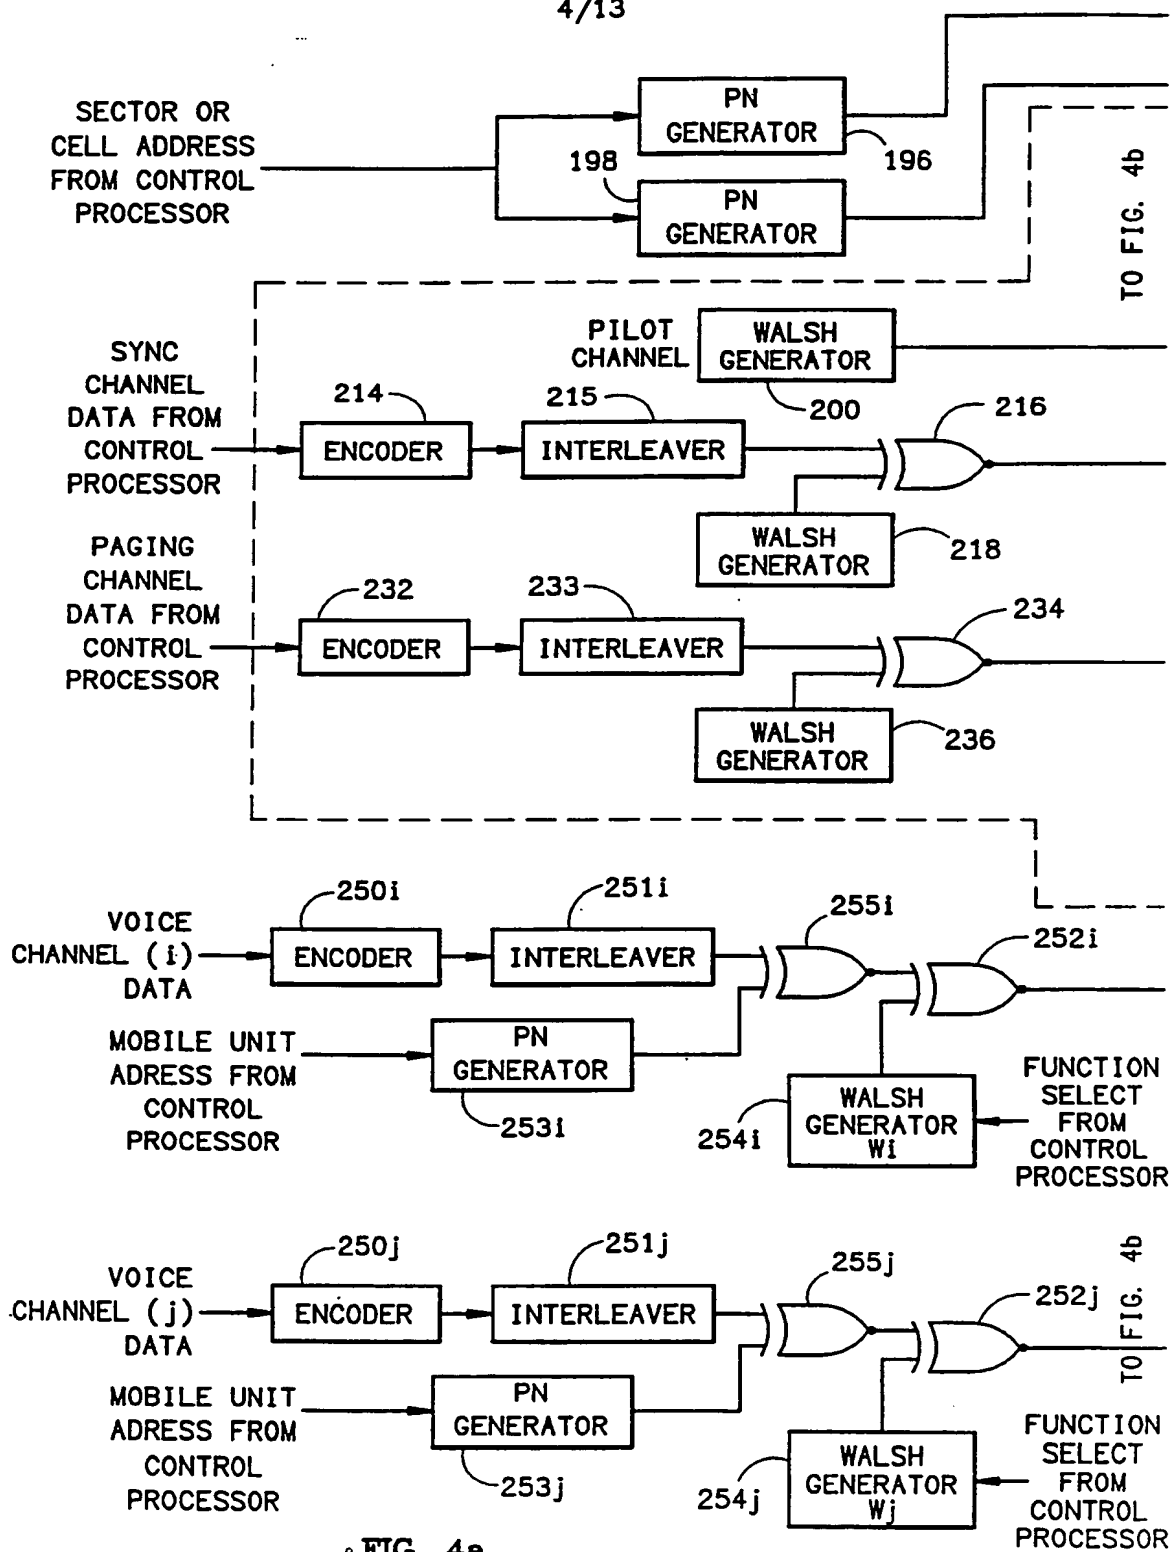 4/13
SECTOR OR
CELL ADDRESS
FROM CONTROL
PROCESSOR
PN
GENERATOR
196
198
PN
GENERATOR
TO FIG. 4b
PILOT
CHANNEL
WALSH
GENERATOR
200
SYNC
CHANNEL
DATA FROM
CONTROL
PROCESSOR
214
ENCODER
215
INTERLEAVER
216
WALSH
GENERATOR
218
PAGING
CHANNEL
DATA FROM
CONTROL
PROCESSOR
232
ENCODER
233
INTERLEAVER
234
WALSH
GENERATOR
236
VOICE
CHANNEL (i)
DATA
250i
ENCODER
251i
INTERLEAVER
255i
252i
MOBILE UNIT
ADRESS FROM
CONTROL
PROCESSOR
PN
GENERATOR
253i
254i
WALSH
GENERATOR
Wi
FUNCTION
SELECT
FROM
CONTROL
PROCESSOR
VOICE
CHANNEL (j)
DATA
250j
ENCODER
251j
INTERLEAVER
255j
252j
TO FIG. 4b
MOBILE UNIT
ADRESS FROM
CONTROL
PROCESSOR
PN
GENERATOR
253j
254j
WALSH
GENERATOR
Wj
FUNCTION
SELECT
FROM
CONTROL
PROCESSOR
FIG. 4a